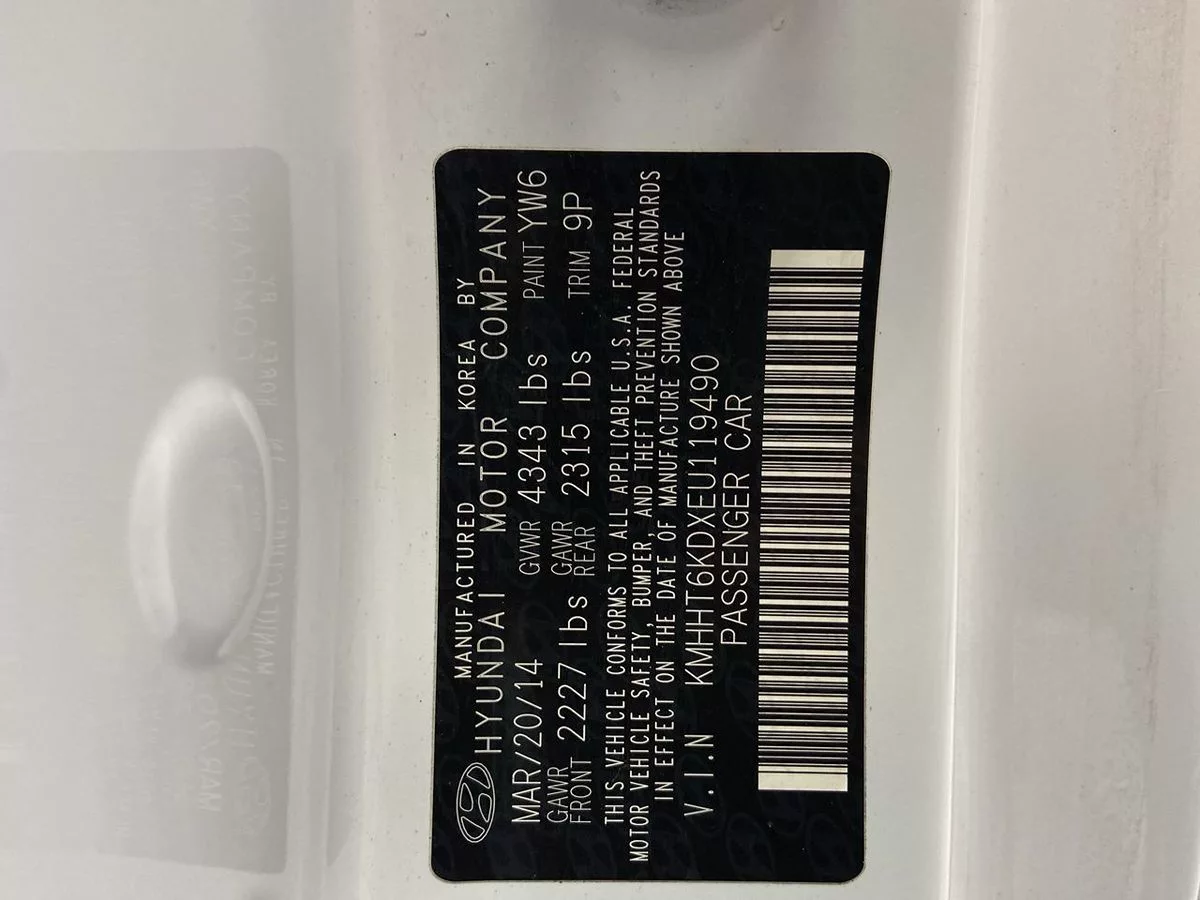 MANUFACTURED IN KOREA BY
HYUNDAI MOTOR COMPANY
MAR/20/14 GVWR 4343 lbs PAINT YW6
GAWR FRONT 2227 lbs GAWR REAR 2315 lbs TRIM 9P
THIS VEHICLE CONFORMS TO ALL APPLICABLE U.S.A. FEDERAL
MOTOR VEHICLE SAFETY, BUMPER, AND THEFT PREVENTION STANDARDS
IN EFFECT ON THE DATE OF MANUFACTURE SHOWN ABOVE
V.I.N KMHHT6KDXEU119490
PASSENGER CAR